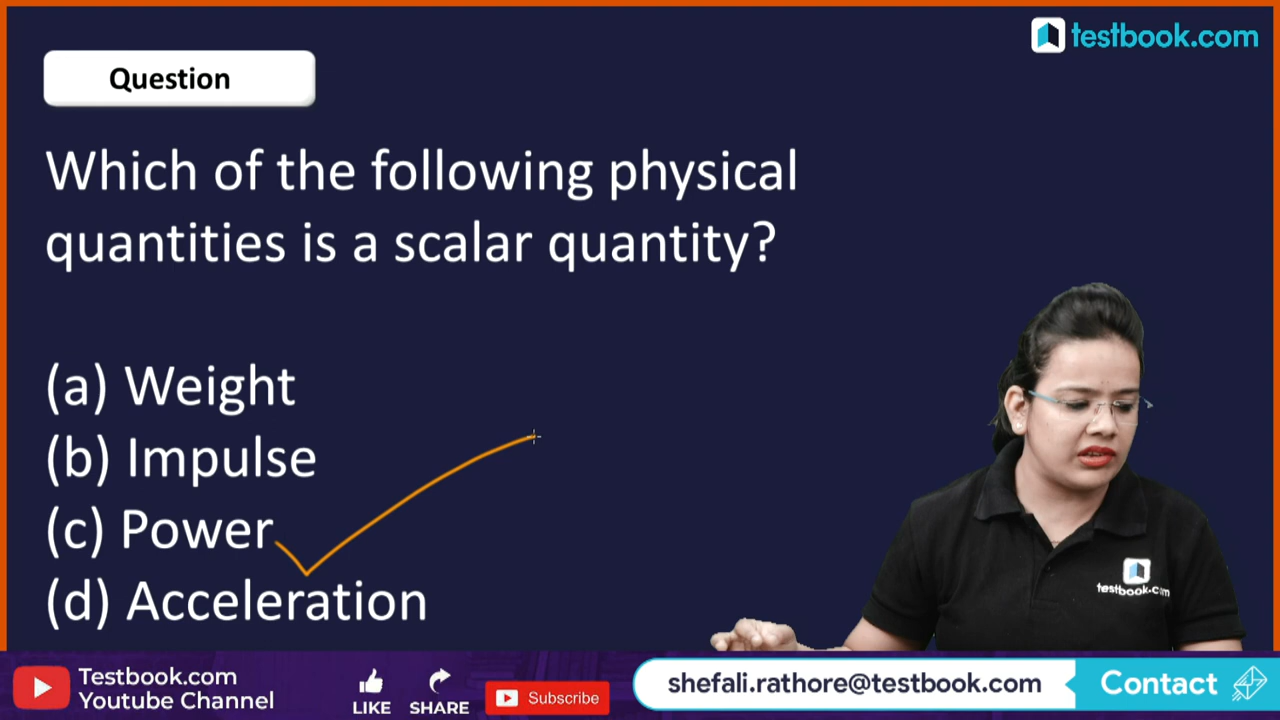 testbook.com
Question
Which of the following physical
quantities is a scalar quantity?
(a) Weight
(b) Impulse
(c) Power
(d) Acceleration
testbook.com
Testbook.com
Youtube Channel
LIKE
SHARE
Subscribe
shefali.rathore@testbook.com
Contact